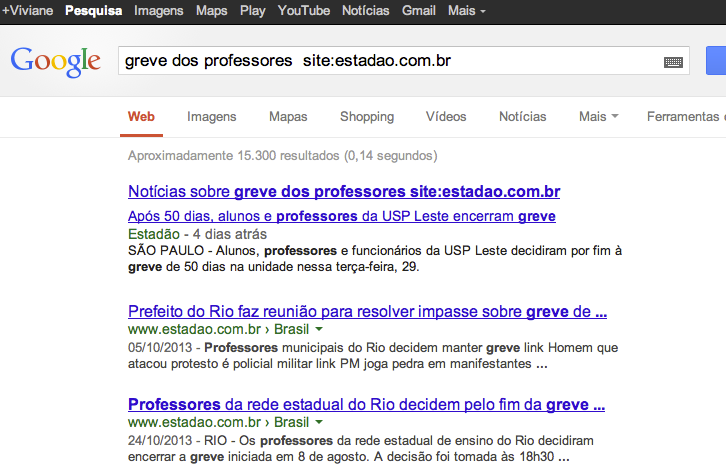 +Viviane Pesquisa Imagens Maps Play YouTube Notícias Gmail Mais
Google greve dos professores  site:estadao.com.br
Web Imagens Mapas Shopping Vídeos Notícias Mais Ferramentas
Aproximadamente 15.300 resultados (0,14 segundos)
Notícias sobre greve dos professores site:estadao.com.br
Após 50 dias, alunos e professores da USP Leste encerram greve
Estadão - 4 dias atrás
SÃO PAULO - Alunos, professores e funcionários da USP Leste decidiram por fim à
greve de 50 dias na unidade nessa terça-feira, 29.
Prefeito do Rio faz reunião para resolver impasse sobre greve de ...
www.estadao.com.br › Brasil
05/10/2013 - Professores municipais do Rio decidem manter greve link Homem que
atacou protesto é policial militar link PM joga pedra em manifestantes ...
Professores da rede estadual do Rio decidem pelo fim da greve ...
www.estadao.com.br › Brasil
24/10/2013 - RIO - Os professores da rede estadual de ensino do Rio decidiram
encerrar a greve iniciada em 8 de agosto. A decisão foi tomada às 18h30 ...